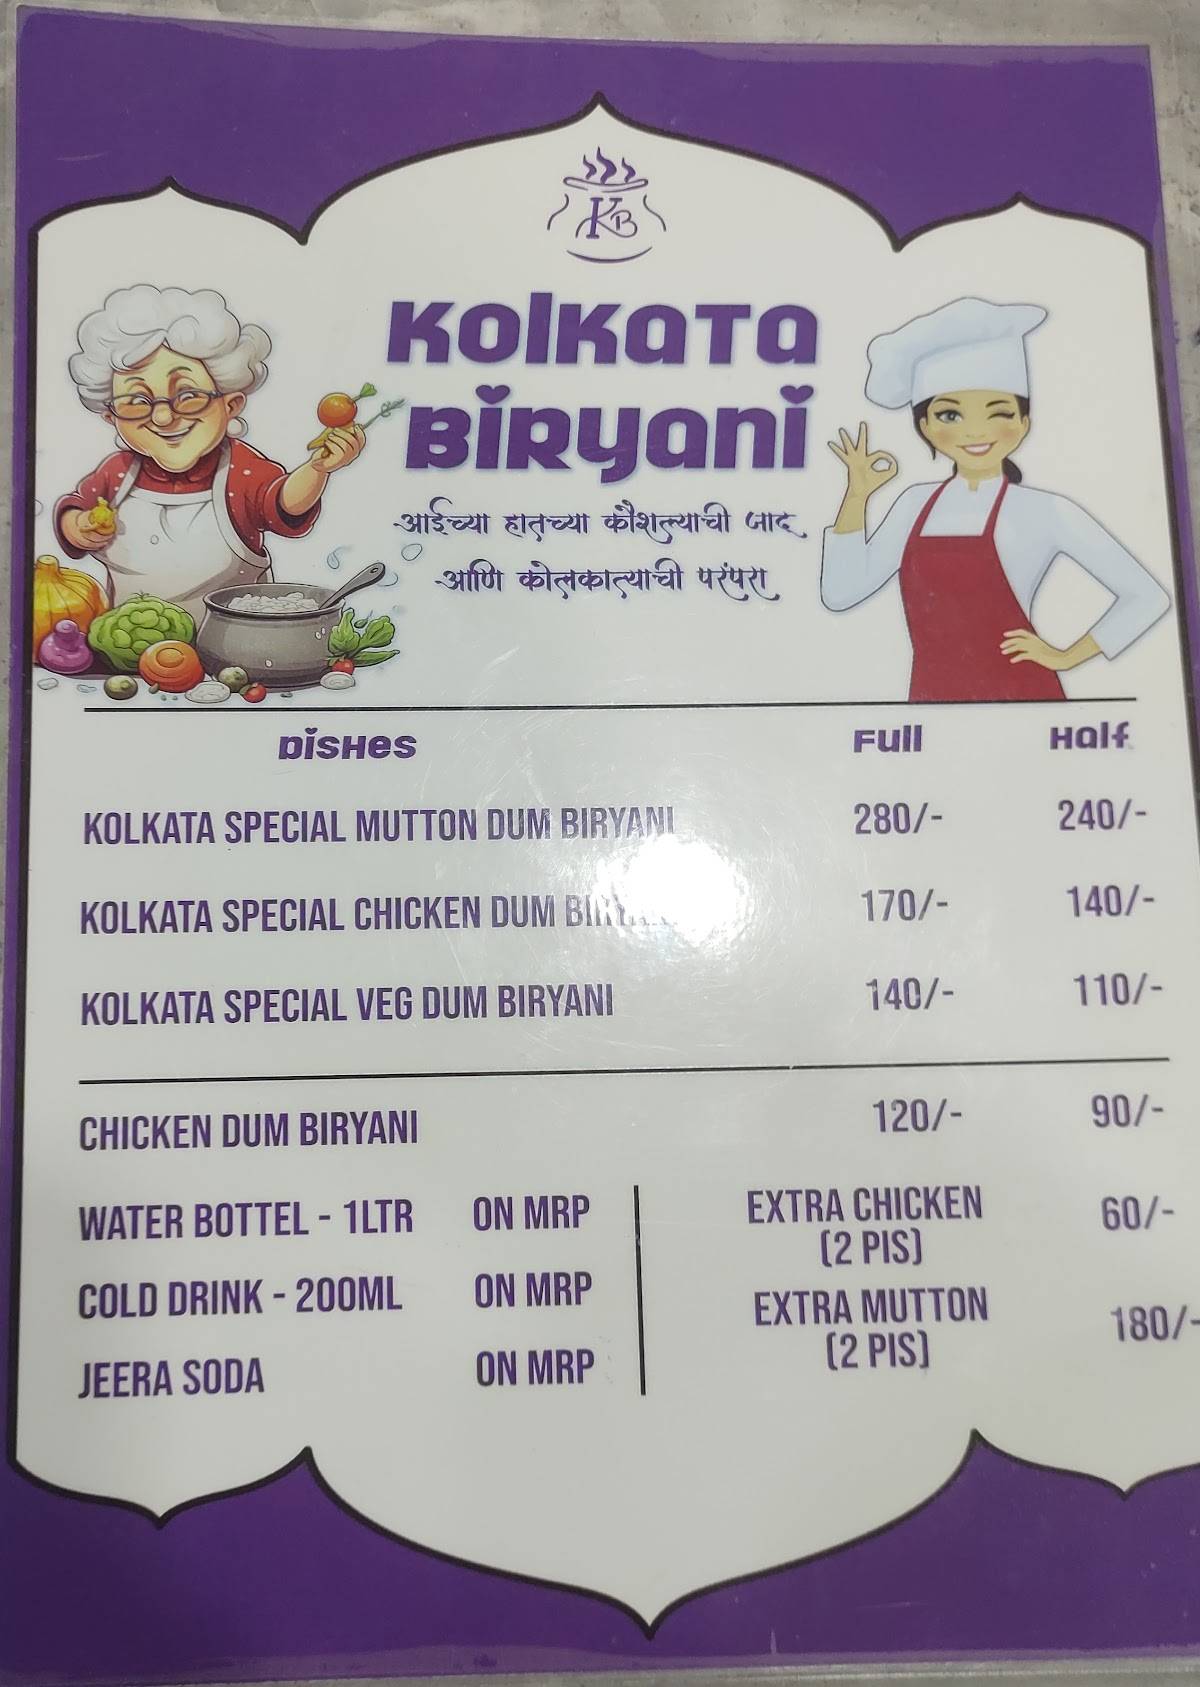 KB
Kolkata
Biryani
आईच्या हातच्या कौशल्याची जादू
आणि कोलकात्याची परंपरा
Dishes Full Half
KOLKATA SPECIAL MUTTON DUM BIRYANI 280/- 240/-
KOLKATA SPECIAL CHICKEN DUM 170/- 140/-
KOLKATA SPECIAL VEG DUM BIRYANI 140/- 110/-
CHICKEN DUM BIRYANI 120/- 90/-
WATER BOTTEL - 1LTR ON MRP
COLD DRINK - 200ML ON MRP
JEERA SODA ON MRP
EXTRA CHICKEN 60/-
(2 PIS)
EXTRA MUTTON 180/-
(2 PIS)